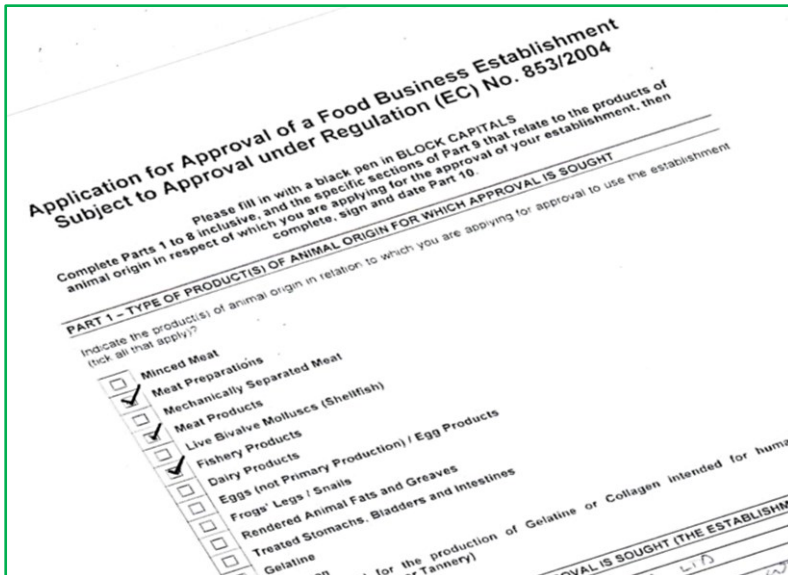 Application for Approval of a Food Business Establishment
Subject to Approval under Regulation (EC) No. 853/2004
Please fill in with a black pen in BLOCK CAPITALS
Complete Parts 1 to 8 inclusive, and the specific sections of Part 9 that relate to the products of
animal origin in respect of which you are applying for the approval of your establishment, then
complete, sign and date Part 10.
PART 1 – TYPE OF PRODUCT(S) OF ANIMAL ORIGIN FOR WHICH APPROVAL IS SOUGHT
Indicate the product(s) of animal origin in relation to which you are applying for approval to use the establishment
(tick all that apply)?
Minced Meat
Meat Preparations
Mechanically Separated Meat
Meat Products
Live Bivalve Molluscs (Shellfish)
Fishery Products
Dairy Products
Eggs (not Primary Production) / Egg Products
Frogs' Legs / Snails
Rendered Animal Fats and Greaves
Treated Stomachs, Bladders and Intestines
Gelatine
for the production of Gelatine or Collagen intended for huma
Tannery)
IS SOUGHT (THE ESTABLISHM